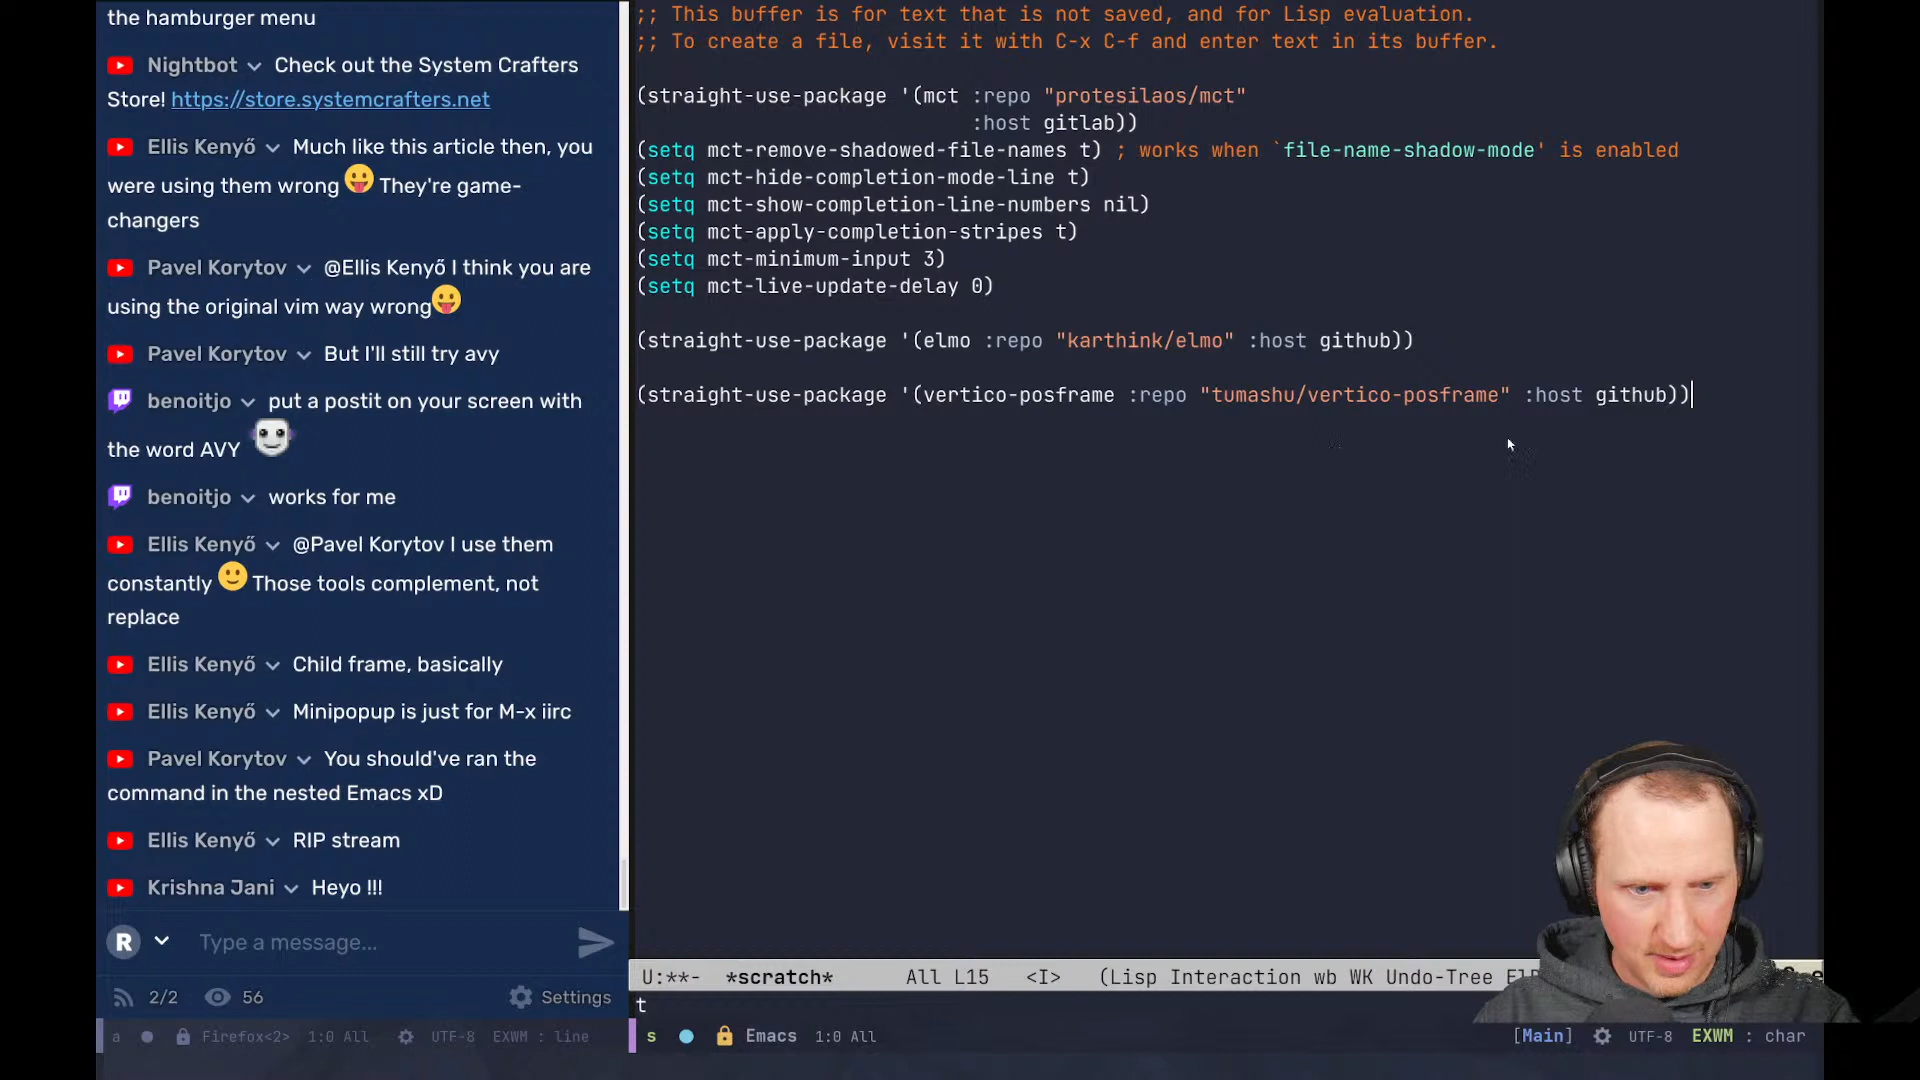 the hamburger menu
Nightbot Check out the System Crafters
Store! https://store.systemcrafters.net
Ellis Kenyő Much like this article then, you
were using them wrong 😛 They're game-
changers
Pavel Korytov @Ellis Kenyő I think you are
using the original vim way wrong😛
Pavel Korytov But I'll still try avy
benoitjo put a postit on your screen with
the word AVY
benoitjo works for me
Ellis Kenyő @Pavel Korytov I use them
constantly 🙂 Those tools complement, not
replace
Ellis Kenyő Child frame, basically
Ellis Kenyő Minipopup is just for M-x iirc
Pavel Korytov You should've ran the
command in the nested Emacs xD
Ellis Kenyő RIP stream
Krishna Jani Heyo !!!
R Type a message...
2/2 56 Settings
a Firefox<2> 1:0 All UTF-8 EXWM : line
;; This buffer is for text that is not saved, and for Lisp evaluation.
;; To create a file, visit it with C-x C-f and enter text in its buffer.
(straight-use-package '(mct :repo "protesilaos/mct"
:host gitlab))
(setq mct-remove-shadowed-file-names t) ; works when `file-name-shadow-mode' is enabled
(setq mct-hide-completion-mode-line t)
(setq mct-show-completion-line-numbers nil)
(setq mct-apply-completion-stripes t)
(setq mct-minimum-input 3)
(setq mct-live-update-delay 0)
(straight-use-package '(elmo :repo "karthink/elmo" :host github))
(straight-use-package '(vertico-posframe :repo "tumashu/vertico-posframe" :host github))
U:**- *scratch* All L15 <I> (Lisp Interaction wb WK Undo-Tree
t
s Emacs 1:0 All [Main] UTF-8 EXWM : char